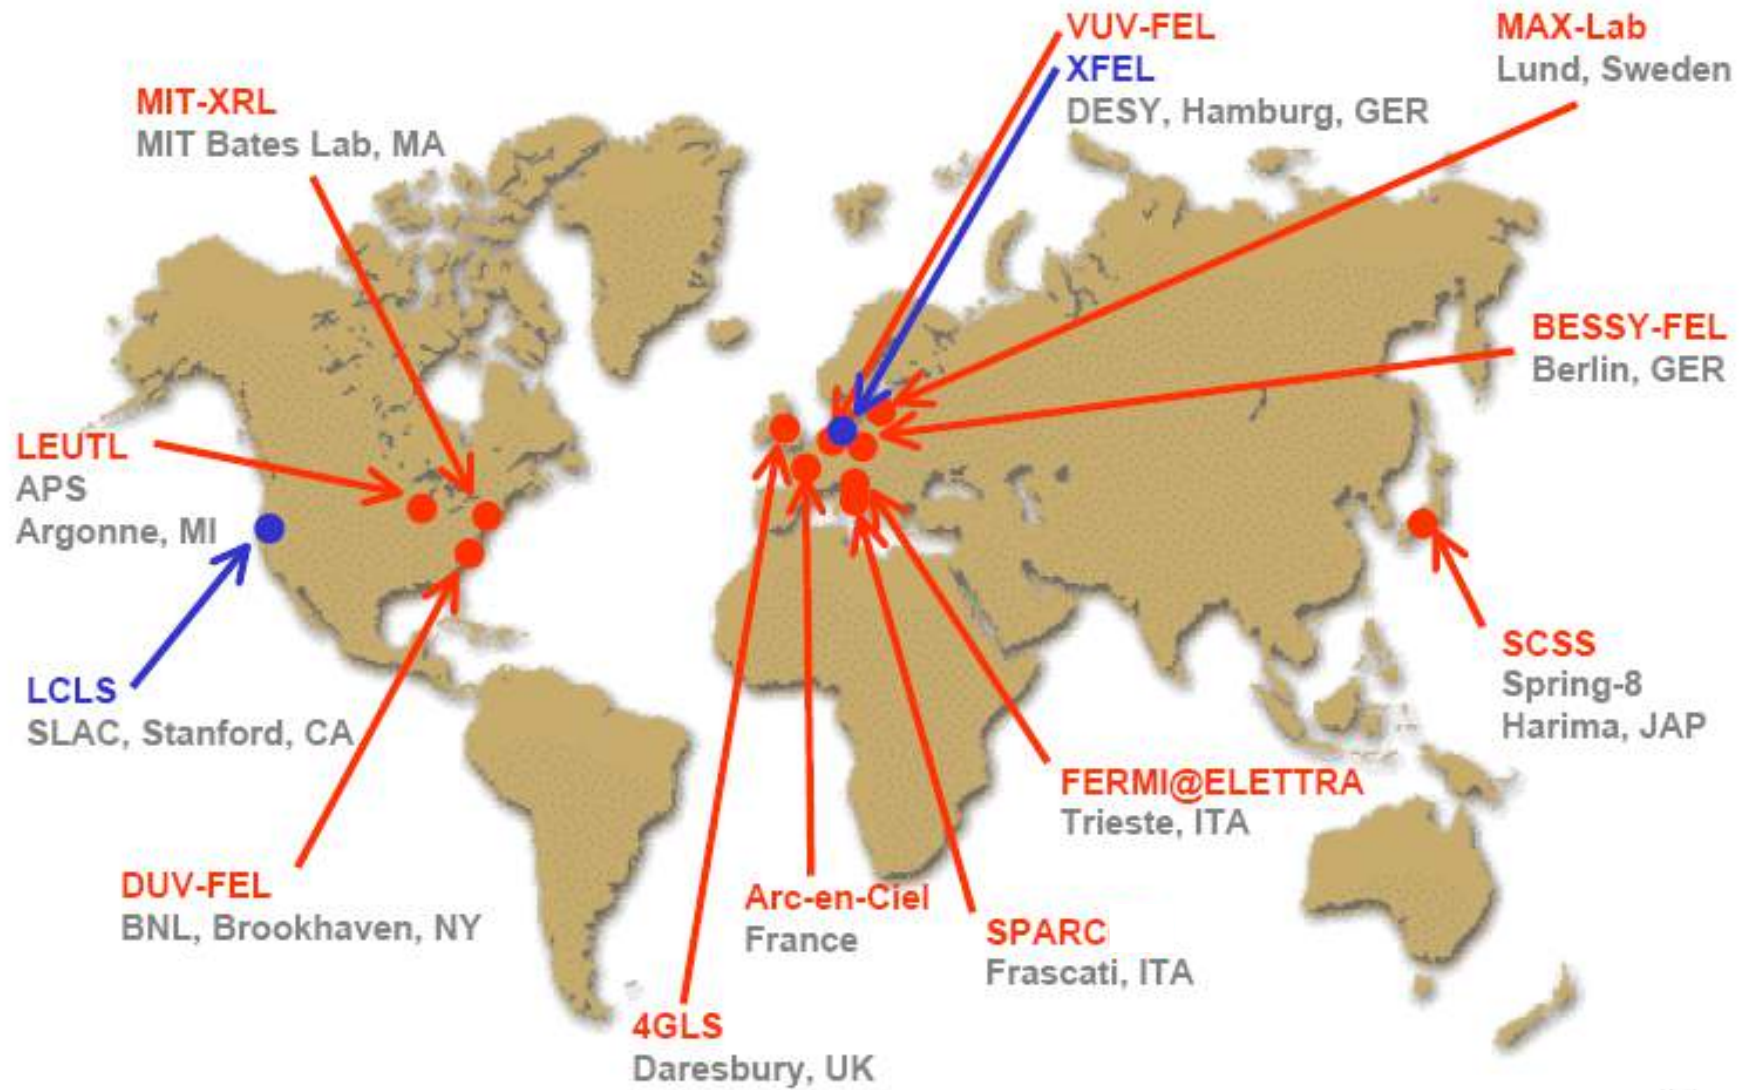 VUV-FEL
XFEL
DESY, Hamburg, GER
MAX-Lab
Lund, Sweden
MIT-XRL
MIT Bates Lab, MA
BESSY-FEL
Berlin, GER
LEUTL
APS
Argonne, MI
SCSS
Spring-8
Harima, JAP
LCLS
SLAC, Stanford, CA
FERMI@ELETTRA
Trieste, ITA
DUV-FEL
BNL, Brookhaven, NY
Arc-en-Ciel
France
SPARC
Frascati, ITA
4GLS
Daresbury, UK